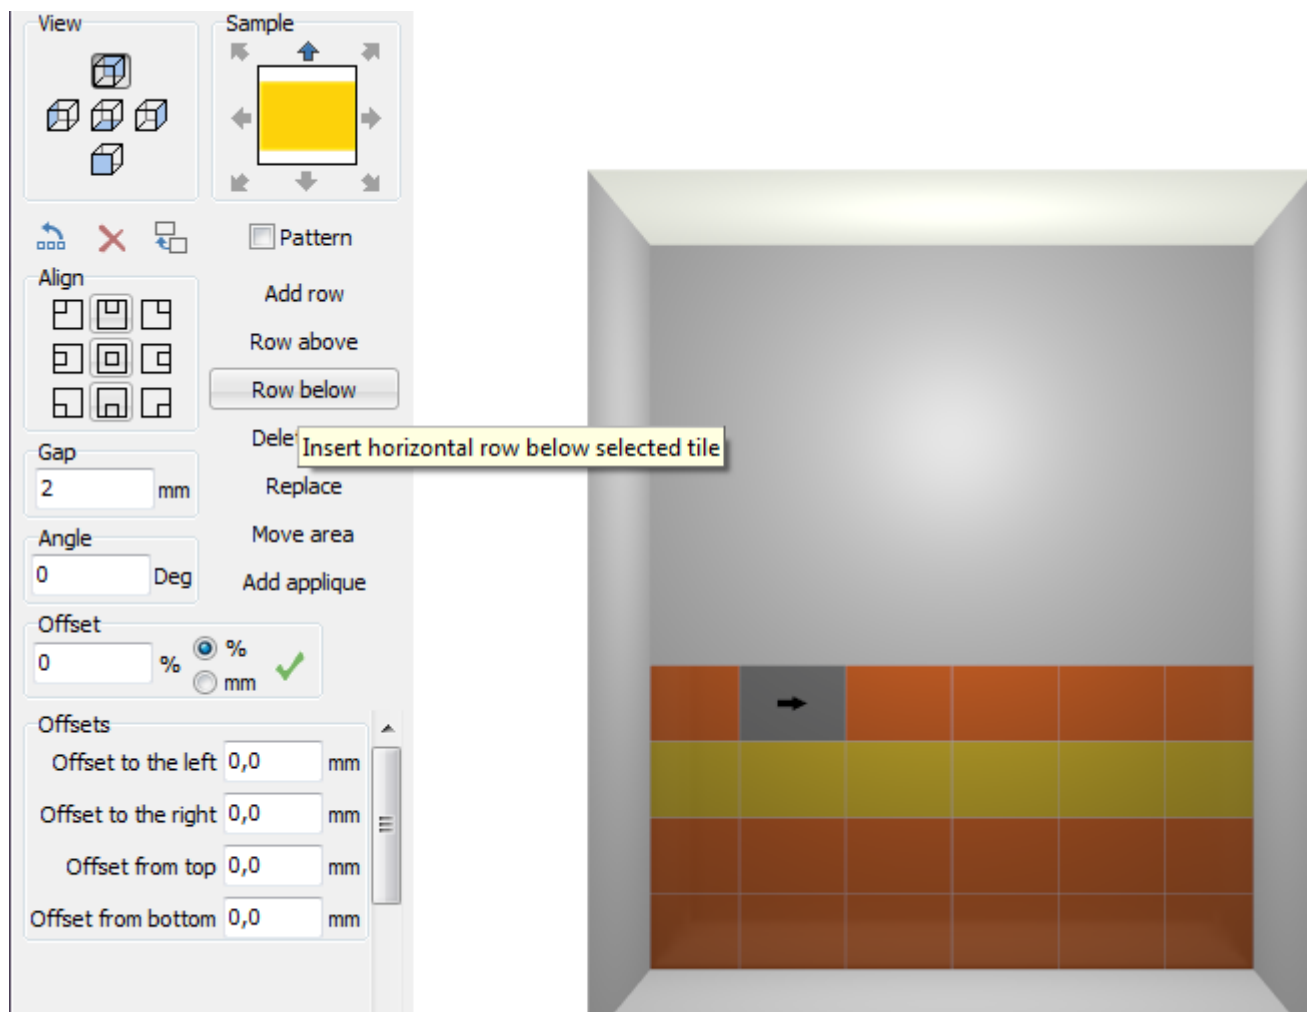 View
Sample
Pattern
Align
Add row
Row above
Row below
Dele
Insert horizontal row below selected tile
Gap
2 mm
Replace
Angle
Move area
0 Deg
Add applique
Offset
0 %
%
mm
Offsets
Offset to the left 0,0 mm
Offset to the right 0,0 mm
Offset from top 0,0 mm
Offset from bottom 0,0 mm